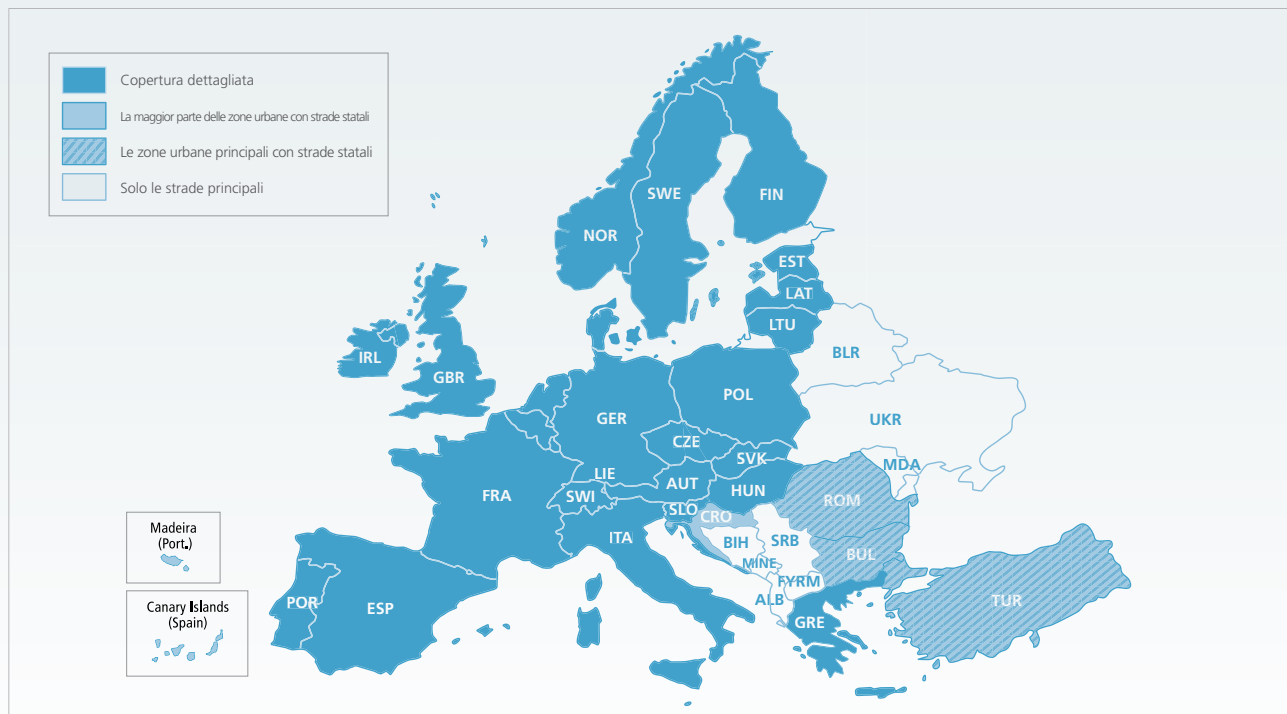 Copertura dettagliata
La maggior parte delle zone urbane con strade statali
Le zone urbane principali con strade statali
Solo le strade principali
SWE
FIN
NOR
EST
LAT
LTU
IRL
GBR
BLR
POL
GER
UKR
CZE
SVK
MDA
LIE
AUT
HUN
FRA
SWI
ROM
SLO
CRO
ITA
BIH
SRB
BUL
MINE
FYRM
ALB
TUR
GRE
POR
ESP
Madeira
(Port.)
Canary Islands
(Spain)